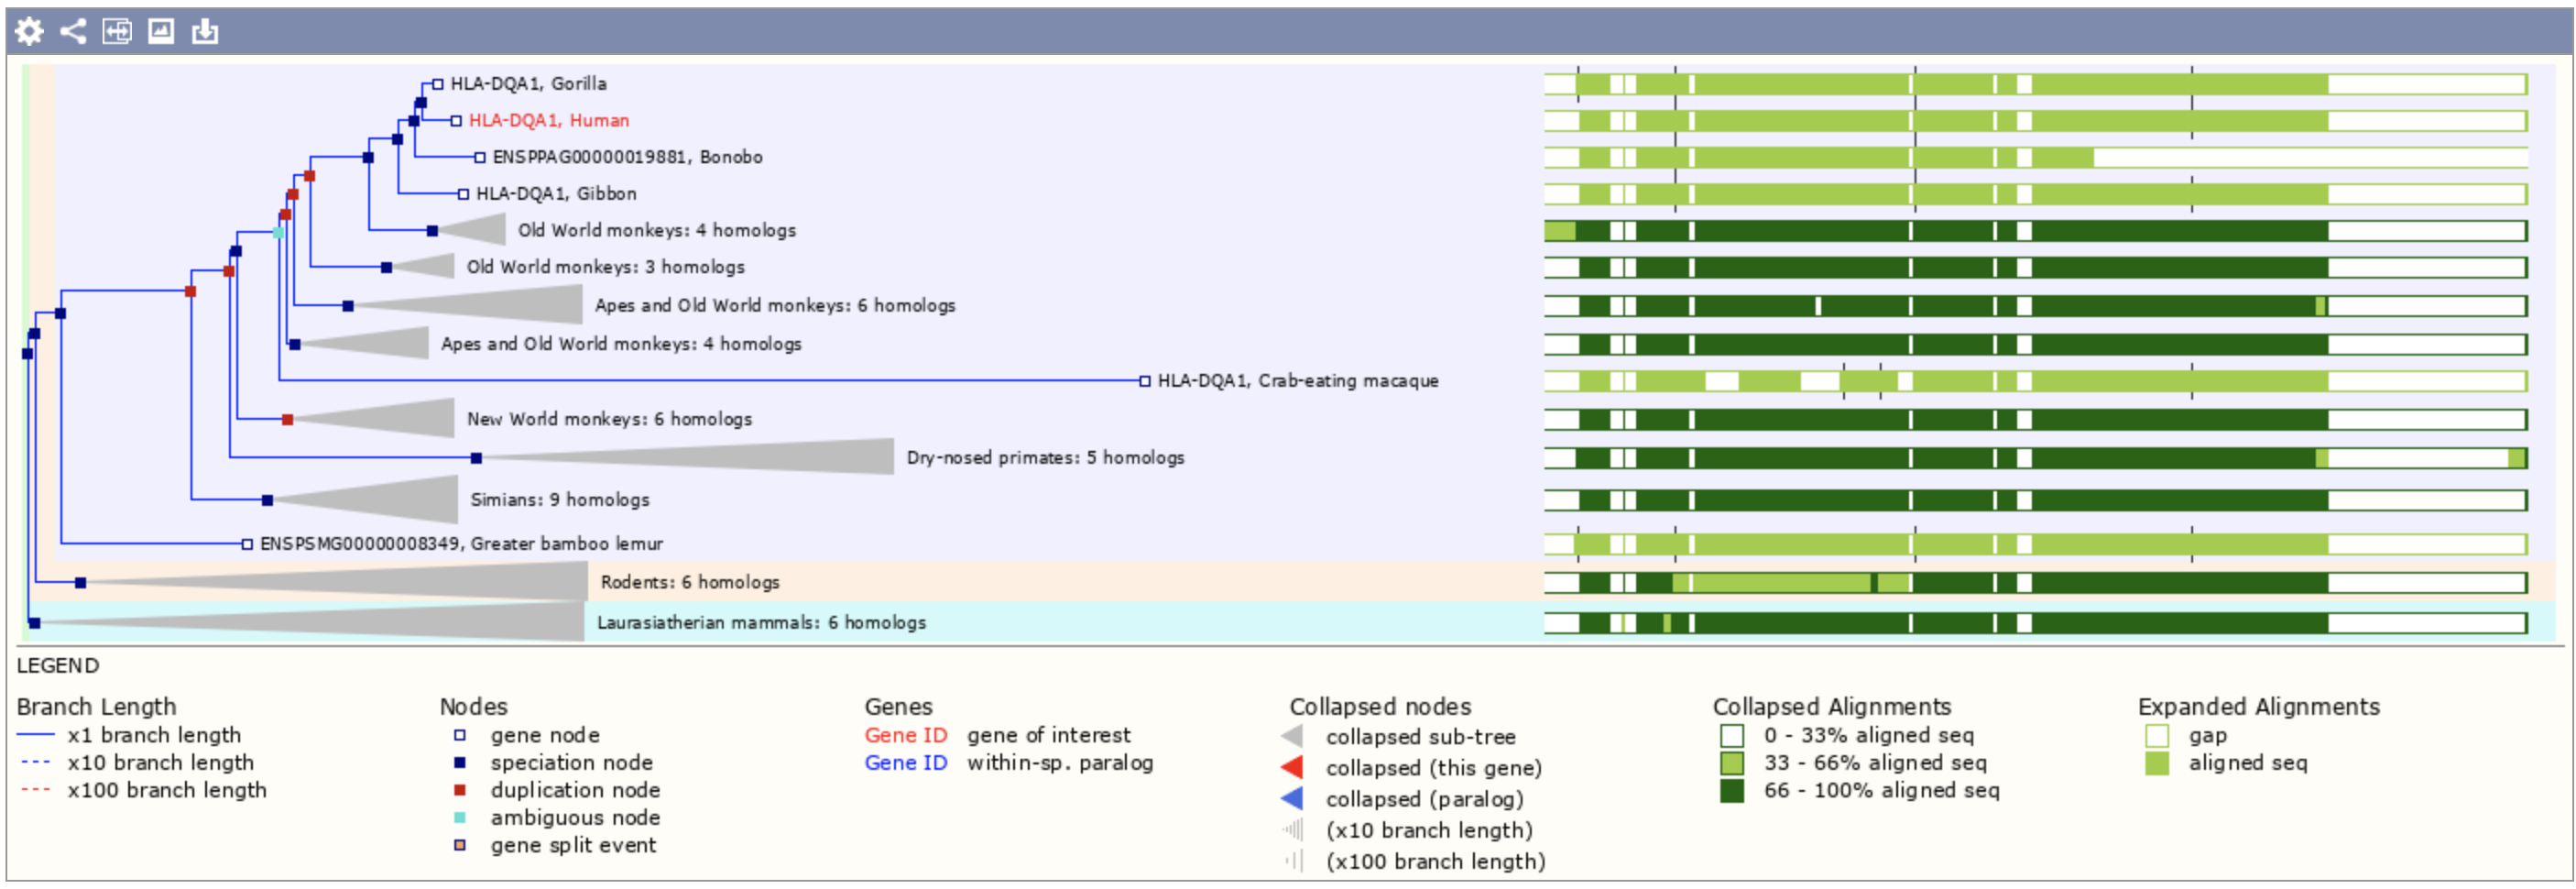 HLA-DQA1, Gorilla
HLA-DQA1, Human
ENSPPAG00000019881, Bonobo
HLA-DQA1, Gibbon
Old World monkeys: 4 homologs
Old World monkeys: 3 homologs
Apes and Old World monkeys: 6 homologs
Apes and Old World monkeys: 4 homologs
HLA-DQA1, Crab-eating macaque
New World monkeys: 6 homologs
Dry-nosed primates: 5 homologs
Simians: 9 homologs
ENSPSMG00000008349, Greater bamboo lemur
Rodents: 6 homologs
Laurasiatherian mammals: 6 homologs
LEGEND
Branch Length
x1 branch length
x10 branch length
x100 branch length
Nodes
gene node
speciation node
duplication node
ambiguous node
gene split event
Genes
Gene ID gene of interest
Gene ID within-sp. paralog
Collapsed nodes
collapsed sub-tree
collapsed (this gene)
collapsed (paralog)
(x10 branch length)
(x100 branch length)
Collapsed Alignments
0 - 33% aligned seq
33 - 66% aligned seq
66 - 100% aligned seq
Expanded Alignments
gap
aligned seq